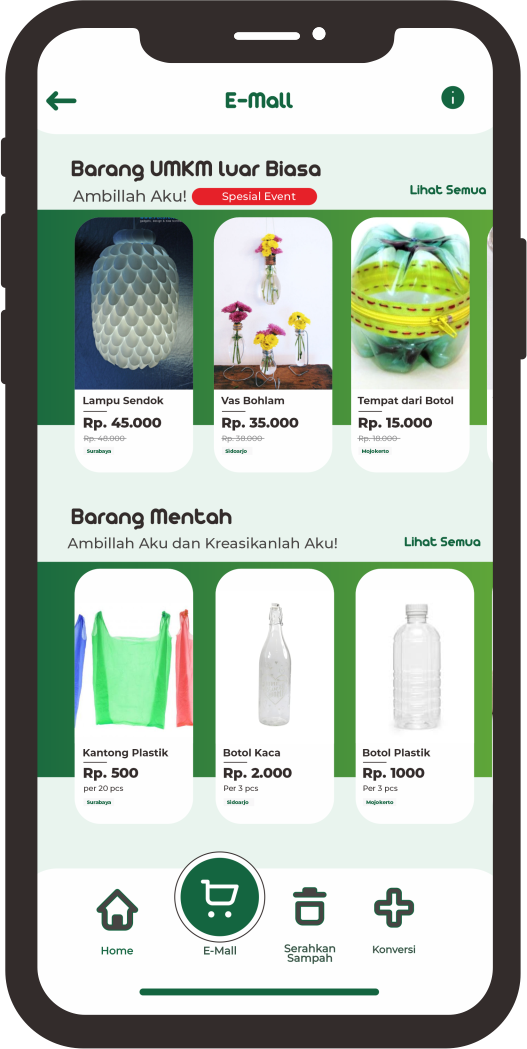 E-Mall
Barang UMKM luar Biasa
Ambillah Aku! Spesial Event
Lihat Semua
Lampu Sendok
Rp. 45.000
Rp. 48.000
Surabaya
Vas Bohlam
Rp. 35.000
Rp. 38.000
Sidoarjo
Tempat dari Botol
Rp. 15.000
Rp. 18.000
Mojokerto
Barang Mentah
Ambillah Aku dan Kreasikanlah Aku!
Lihat Semua
Kantong Plastik
Rp. 500
per 20 pcs
Surabaya
Botol Kaca
Rp. 2.000
Per 3 pcs
Sidoarjo
Botol Plastik
Rp. 1000
Per 3 pcs
Mojokerto
Home
E-Mall
Serahkan
Sampah
Konversi